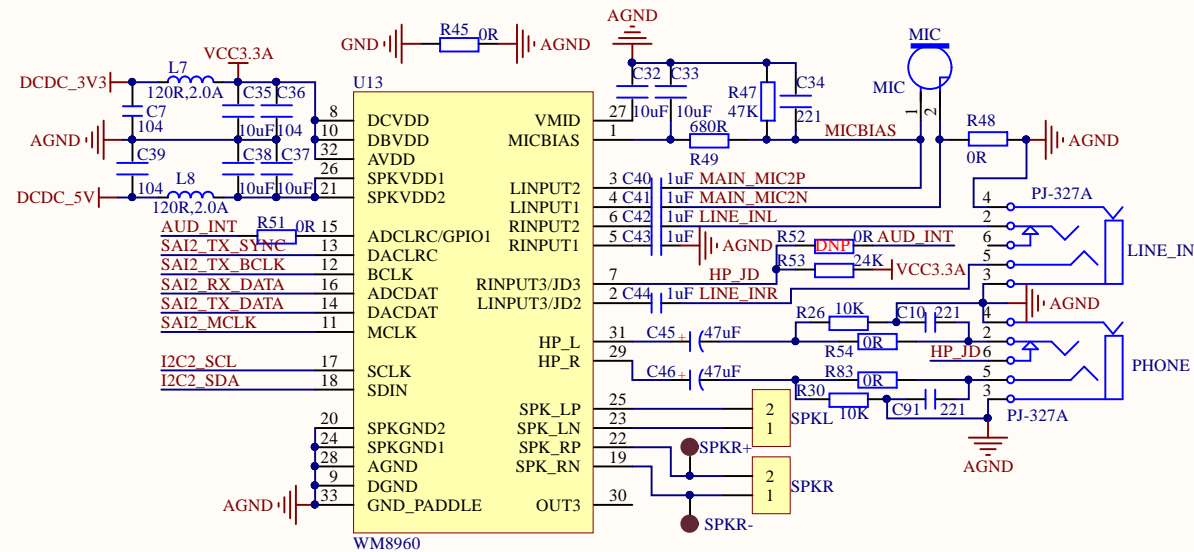 AGND
R45
0R
GND
AGND
MIC
VCC3.3A
L7
U13
C32 C33
DCDC_3V3
C35 C36
R47
C34
MIC
120R,2.0A
C7
47K
10uF 10uF
221
1 2
104
10uF 104
8 DCVDD
VMID 27
680R
MICBIAS
R48
AGND
10 DBVDD
MICBIAS 1
R49
0R
AGND
C39
C38 C37
32 AVDD
26 SPKVDD1
LINPUT2 3 C40 1uF MAIN_MIC2P
104
L8
10uF 10uF
21 SPKVDD2
LINPUT1 4 C41 1uF MAIN_MIC2N
4 PJ-327A
DCDC_5V
120R,2.0A
RINPUT2 6 C42 1uF LINE_INL
2
AUD_INT R51 0R 15 ADCLRC/GPIO1
RINPUT1 5 C43 1uF AGND
R52 DNP 0R AUD_INT
6
LINE_IN
SAI2_TX_SYNC 13 DACLRC
5
SAI2_TX_BCLK 12 BCLK
RINPUT3/JD3 7 HP_JD
R53 24K VCC3.3A
3
SAI2_RX_DATA 16 ADCDAT
LINPUT3/JD2 2 C44 1uF LINE_INR
AGND
SAI2_TX_DATA 14 DACDAT
R26 10K C10 221
4
SAI2_MCLK 11 MCLK
HP_L 31 C45 + 47uF
R54 0R
2
HP_R 29
HP_JD 6
PHONE
I2C2_SCL 17 SCLK
C46 + 47uF
R83 0R
5
I2C2_SDA 18 SDIN
R30 10K C91 221
3
SPK_LP 25
2
SPKL
PJ-327A
20 SPKGND2
SPK_LN 23
1
24 SPKGND1
SPK_RP 22
SPKR+
28 AGND
SPK_RN 19
AGND
9 DGND
2
SPKR
AGND
33 GND_PADDLE
OUT3 30
1
SPKR-
WM8960